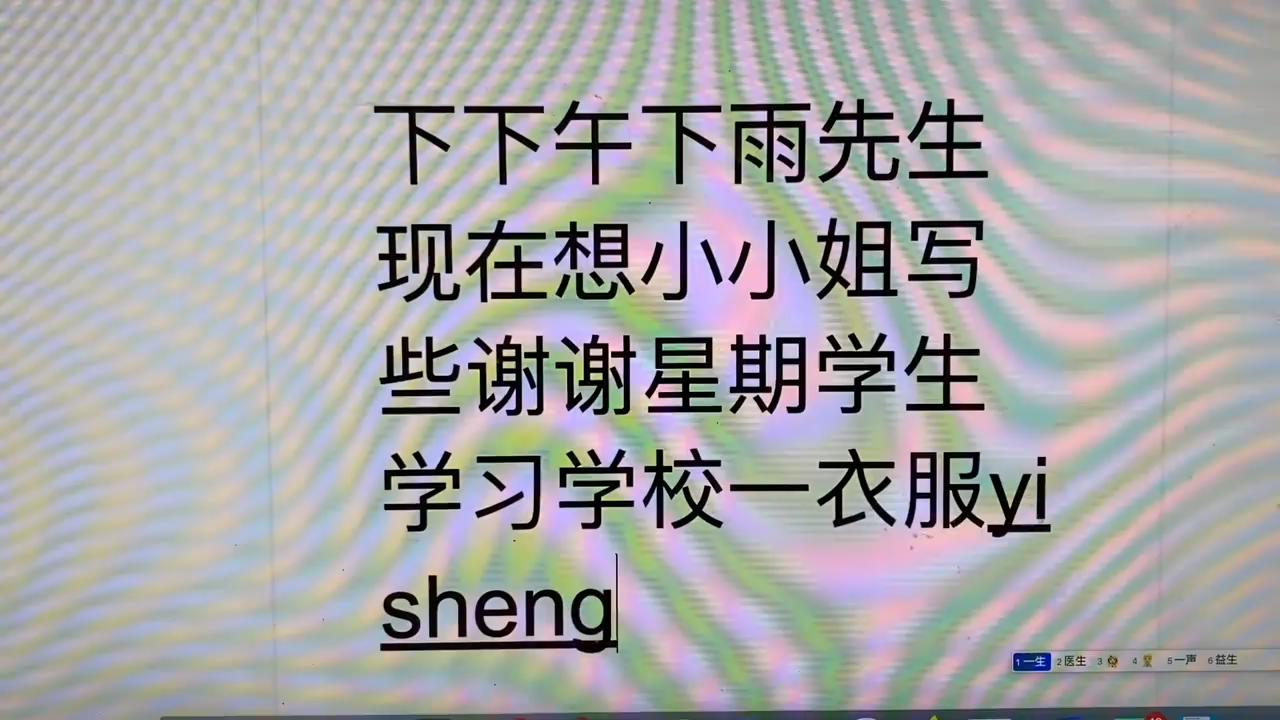 下下午下雨先生
现在想小小姐写
些谢谢星期学生
学习学校一衣服yi
sheng
1 一生 2 医生 3 4 5 一声 6 益生